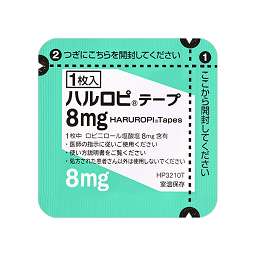 ②つぎにこちらを開封してください
①ここから開封してください
1枚入
ハルロピ®テープ
8mg HARUROPI®Tapes
1枚中 ロピニロール塩酸塩 8mg 含有
・医師の指示に従いご使用ください
・使い方説明書をご覧ください
・処方された患者さん以外は使用しないでください
8mg
HP3210T
室温保存